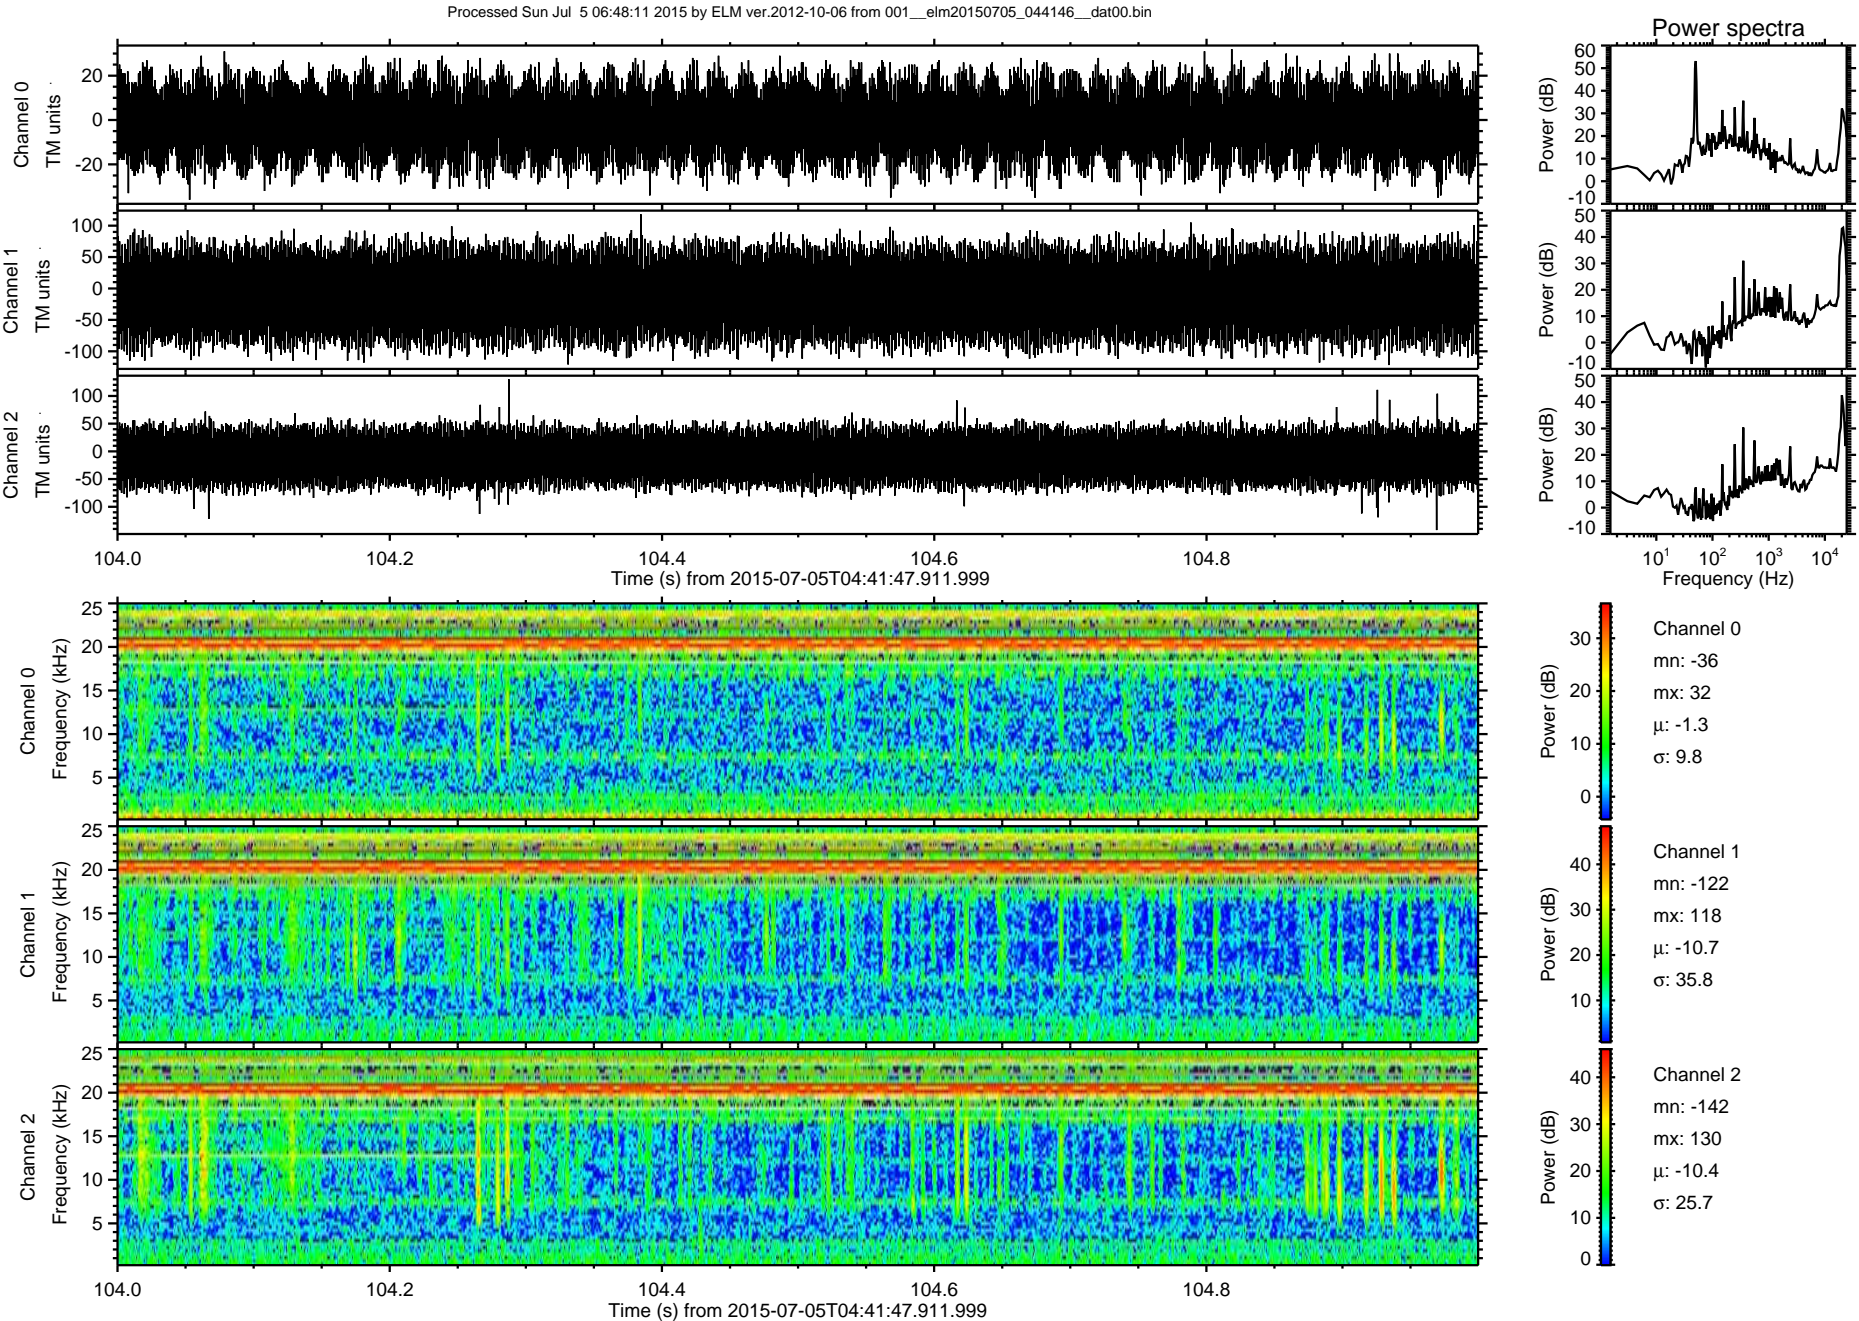 Processed Sun Jul  5 06:48:11 2015 by ELM ver.2012-10-06 from 001__elm20150705_044146__dat00.bin
Power spectra
Channel 0
TM units
20
0
-20
Power (dB)
60
50
40
30
20
10
0
-10
Channel 1
TM units
100
50
0
-50
-100
Power (dB)
50
40
30
20
10
0
-10
Channel 2
TM units
100
50
0
-50
-100
Power (dB)
50
40
30
20
10
0
-10
104.0 104.2 104.4 104.6 104.8
Time (s) from 2015-07-05T04:41:47.911.999
10^1 10^2 10^3 10^4
Frequency (Hz)
Channel 0
Frequency (kHz)
25
20
15
10
5
Power (dB)
30
20
10
0
Channel 0
mn: -36
mx: 32
μ: -1.3
σ: 9.8
Channel 1
Frequency (kHz)
25
20
15
10
5
Power (dB)
40
30
20
10
Channel 1
mn: -122
mx: 118
μ: -10.7
σ: 35.8
Channel 2
Frequency (kHz)
25
20
15
10
5
Power (dB)
40
30
20
10
0
Channel 2
mn: -142
mx: 130
μ: -10.4
σ: 25.7
104.0 104.2 104.4 104.6 104.8
Time (s) from 2015-07-05T04:41:47.911.999